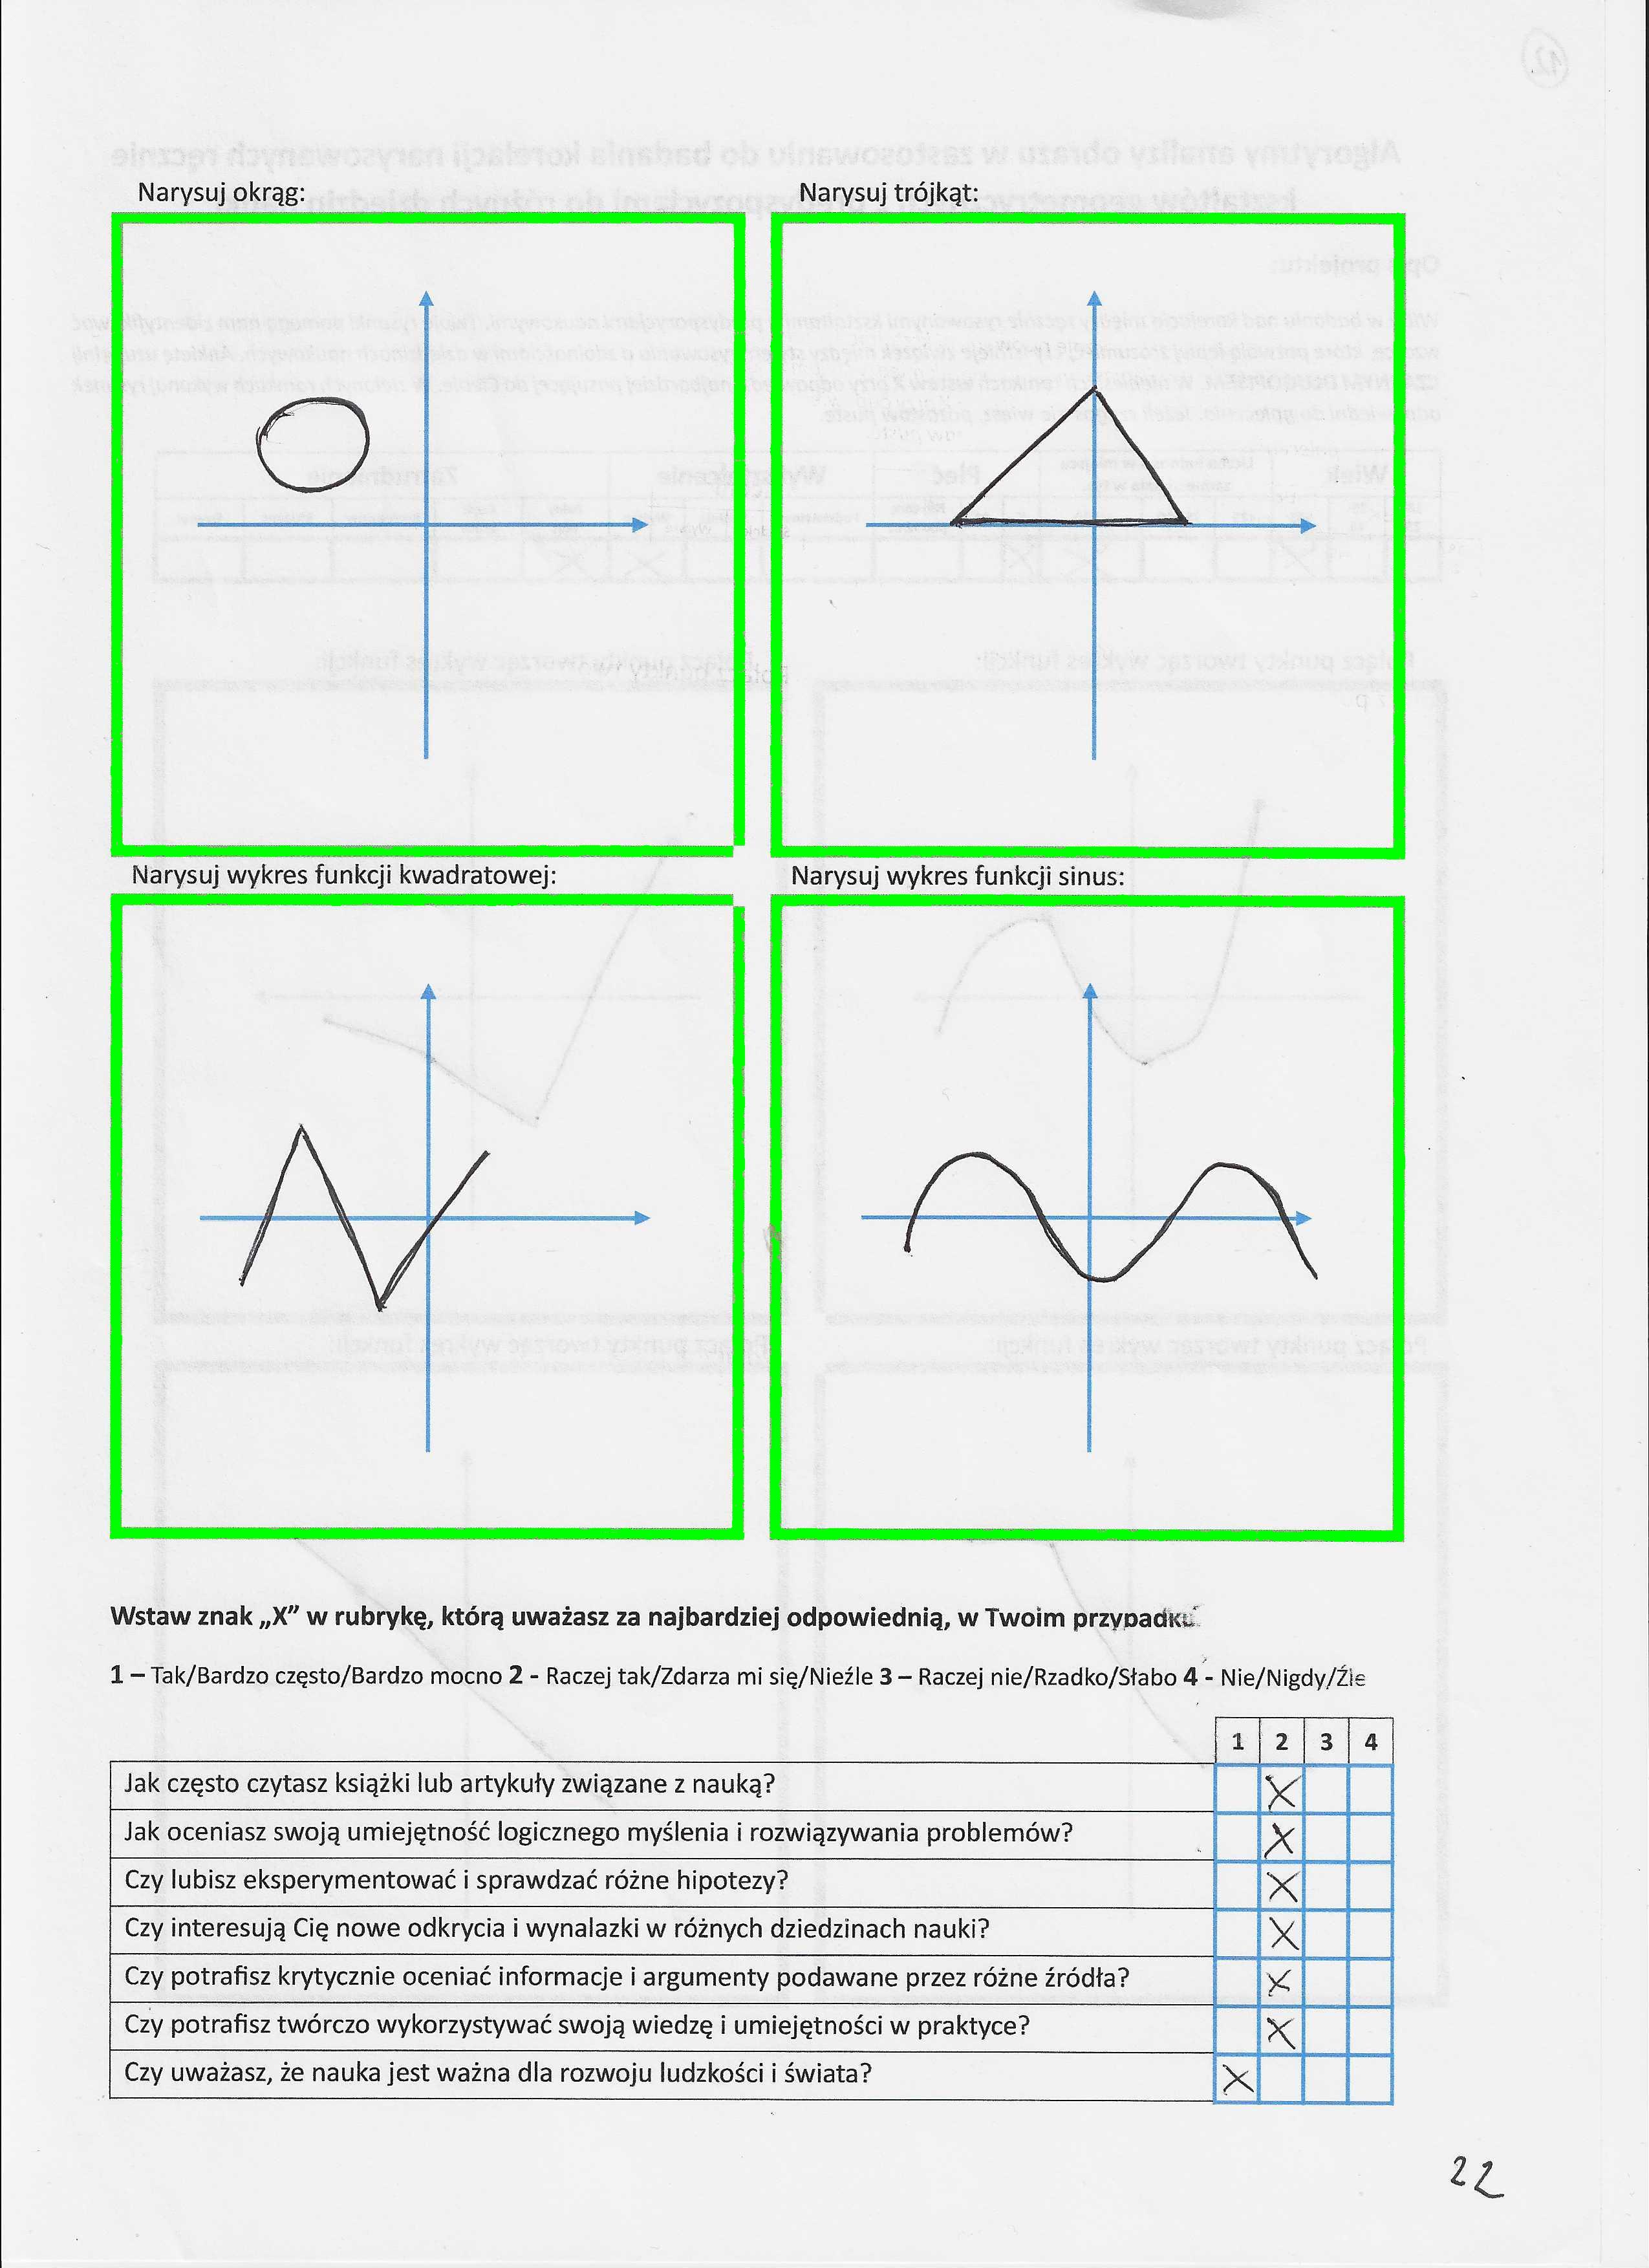 Narysuj okrąg:
Narysuj trójkąt:
Narysuj wykres funkcji kwadratowej:
Narysuj wykres funkcji sinus:
Wstaw znak „X” w rubrykę, którą uważasz za najbardziej odpowiednią, w Twoim przypadku.
1 – Tak/Bardzo często/Bardzo mocno 2 - Raczej tak/Zdarza mi się/Nieźle 3 – Raczej nie/Rzadko/Słabo 4 - Nie/Nigdy/Źle
1 2 3 4
Jak często czytasz książki lub artykuły związane z nauką? X
Jak oceniasz swoją umiejętność logicznego myślenia i rozwiązywania problemów? X
Czy lubisz eksperymentować i sprawdzać różne hipotezy? X
Czy interesują Cię nowe odkrycia i wynalazki w różnych dziedzinach nauki? X
Czy potrafisz krytycznie oceniać informacje i argumenty podawane przez różne źródła? X
Czy potrafisz twórczo wykorzystywać swoją wiedzę i umiejętności w praktyce? X
Czy uważasz, że nauka jest ważna dla rozwoju ludzkości i świata? X
22